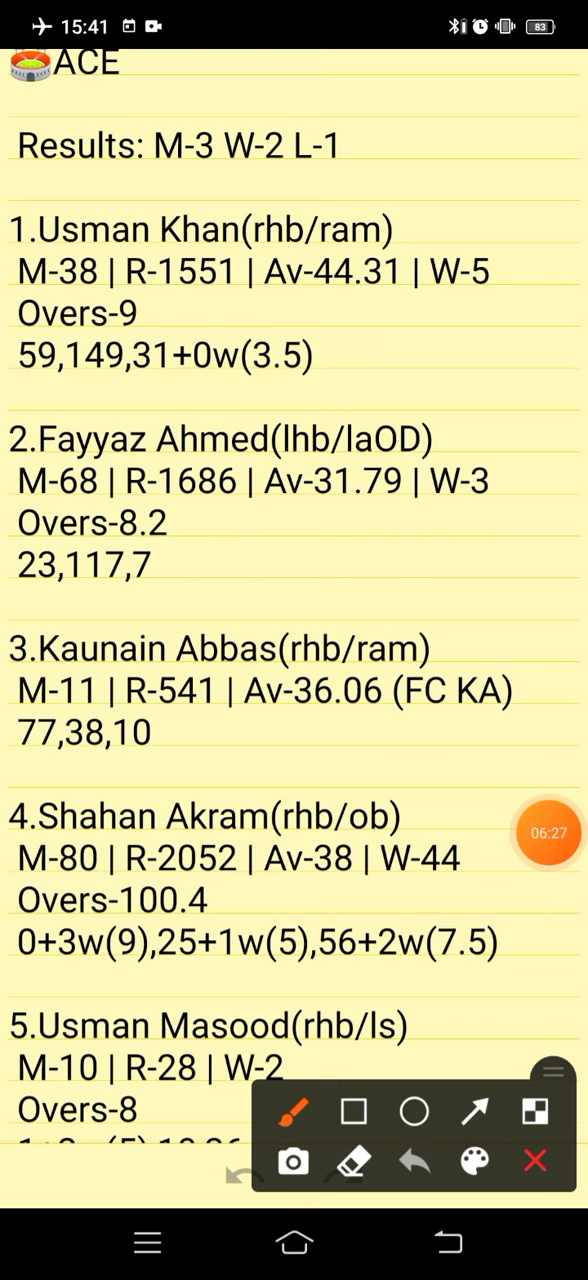 15:41
83
ACE
Results: M-3 W-2 L-1
1.Usman Khan(rhb/ram)
M-38 | R-1551 | Av-44.31 | W-5
Overs-9
59,149,31+0w(3.5)
2.Fayyaz Ahmed(lhb/laOD)
M-68 | R-1686 | Av-31.79 | W-3
Overs-8.2
23,117,7
3.Kaunain Abbas(rhb/ram)
M-11 | R-541 | Av-36.06 (FC KA)
77,38,10
06:27
4.Shahan Akram(rhb/ob)
M-80 | R-2052 | Av-38 | W-44
Overs-100.4
0+3w(9),25+1w(5),56+2w(7.5)
5.Usman Masood(rhb/ls)
M-10 | R-28 | W-2
Overs-8